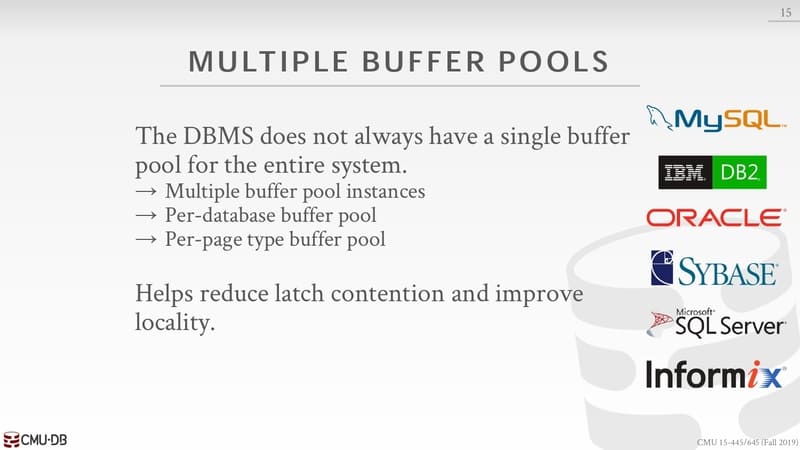 15
MULTIPLE BUFFER POOLS
The DBMS does not always have a single buffer
pool for the entire system.
→ Multiple buffer pool instances
→ Per-database buffer pool
→ Per-page type buffer pool
Helps reduce latch contention and improve
locality.
MySQL™
IBM. DB2.
ORACLE®
SYBASE®
Microsoft®
SQL Server®
Informix®
CMU·DB
CMU 15-445/645 (Fall 2019)